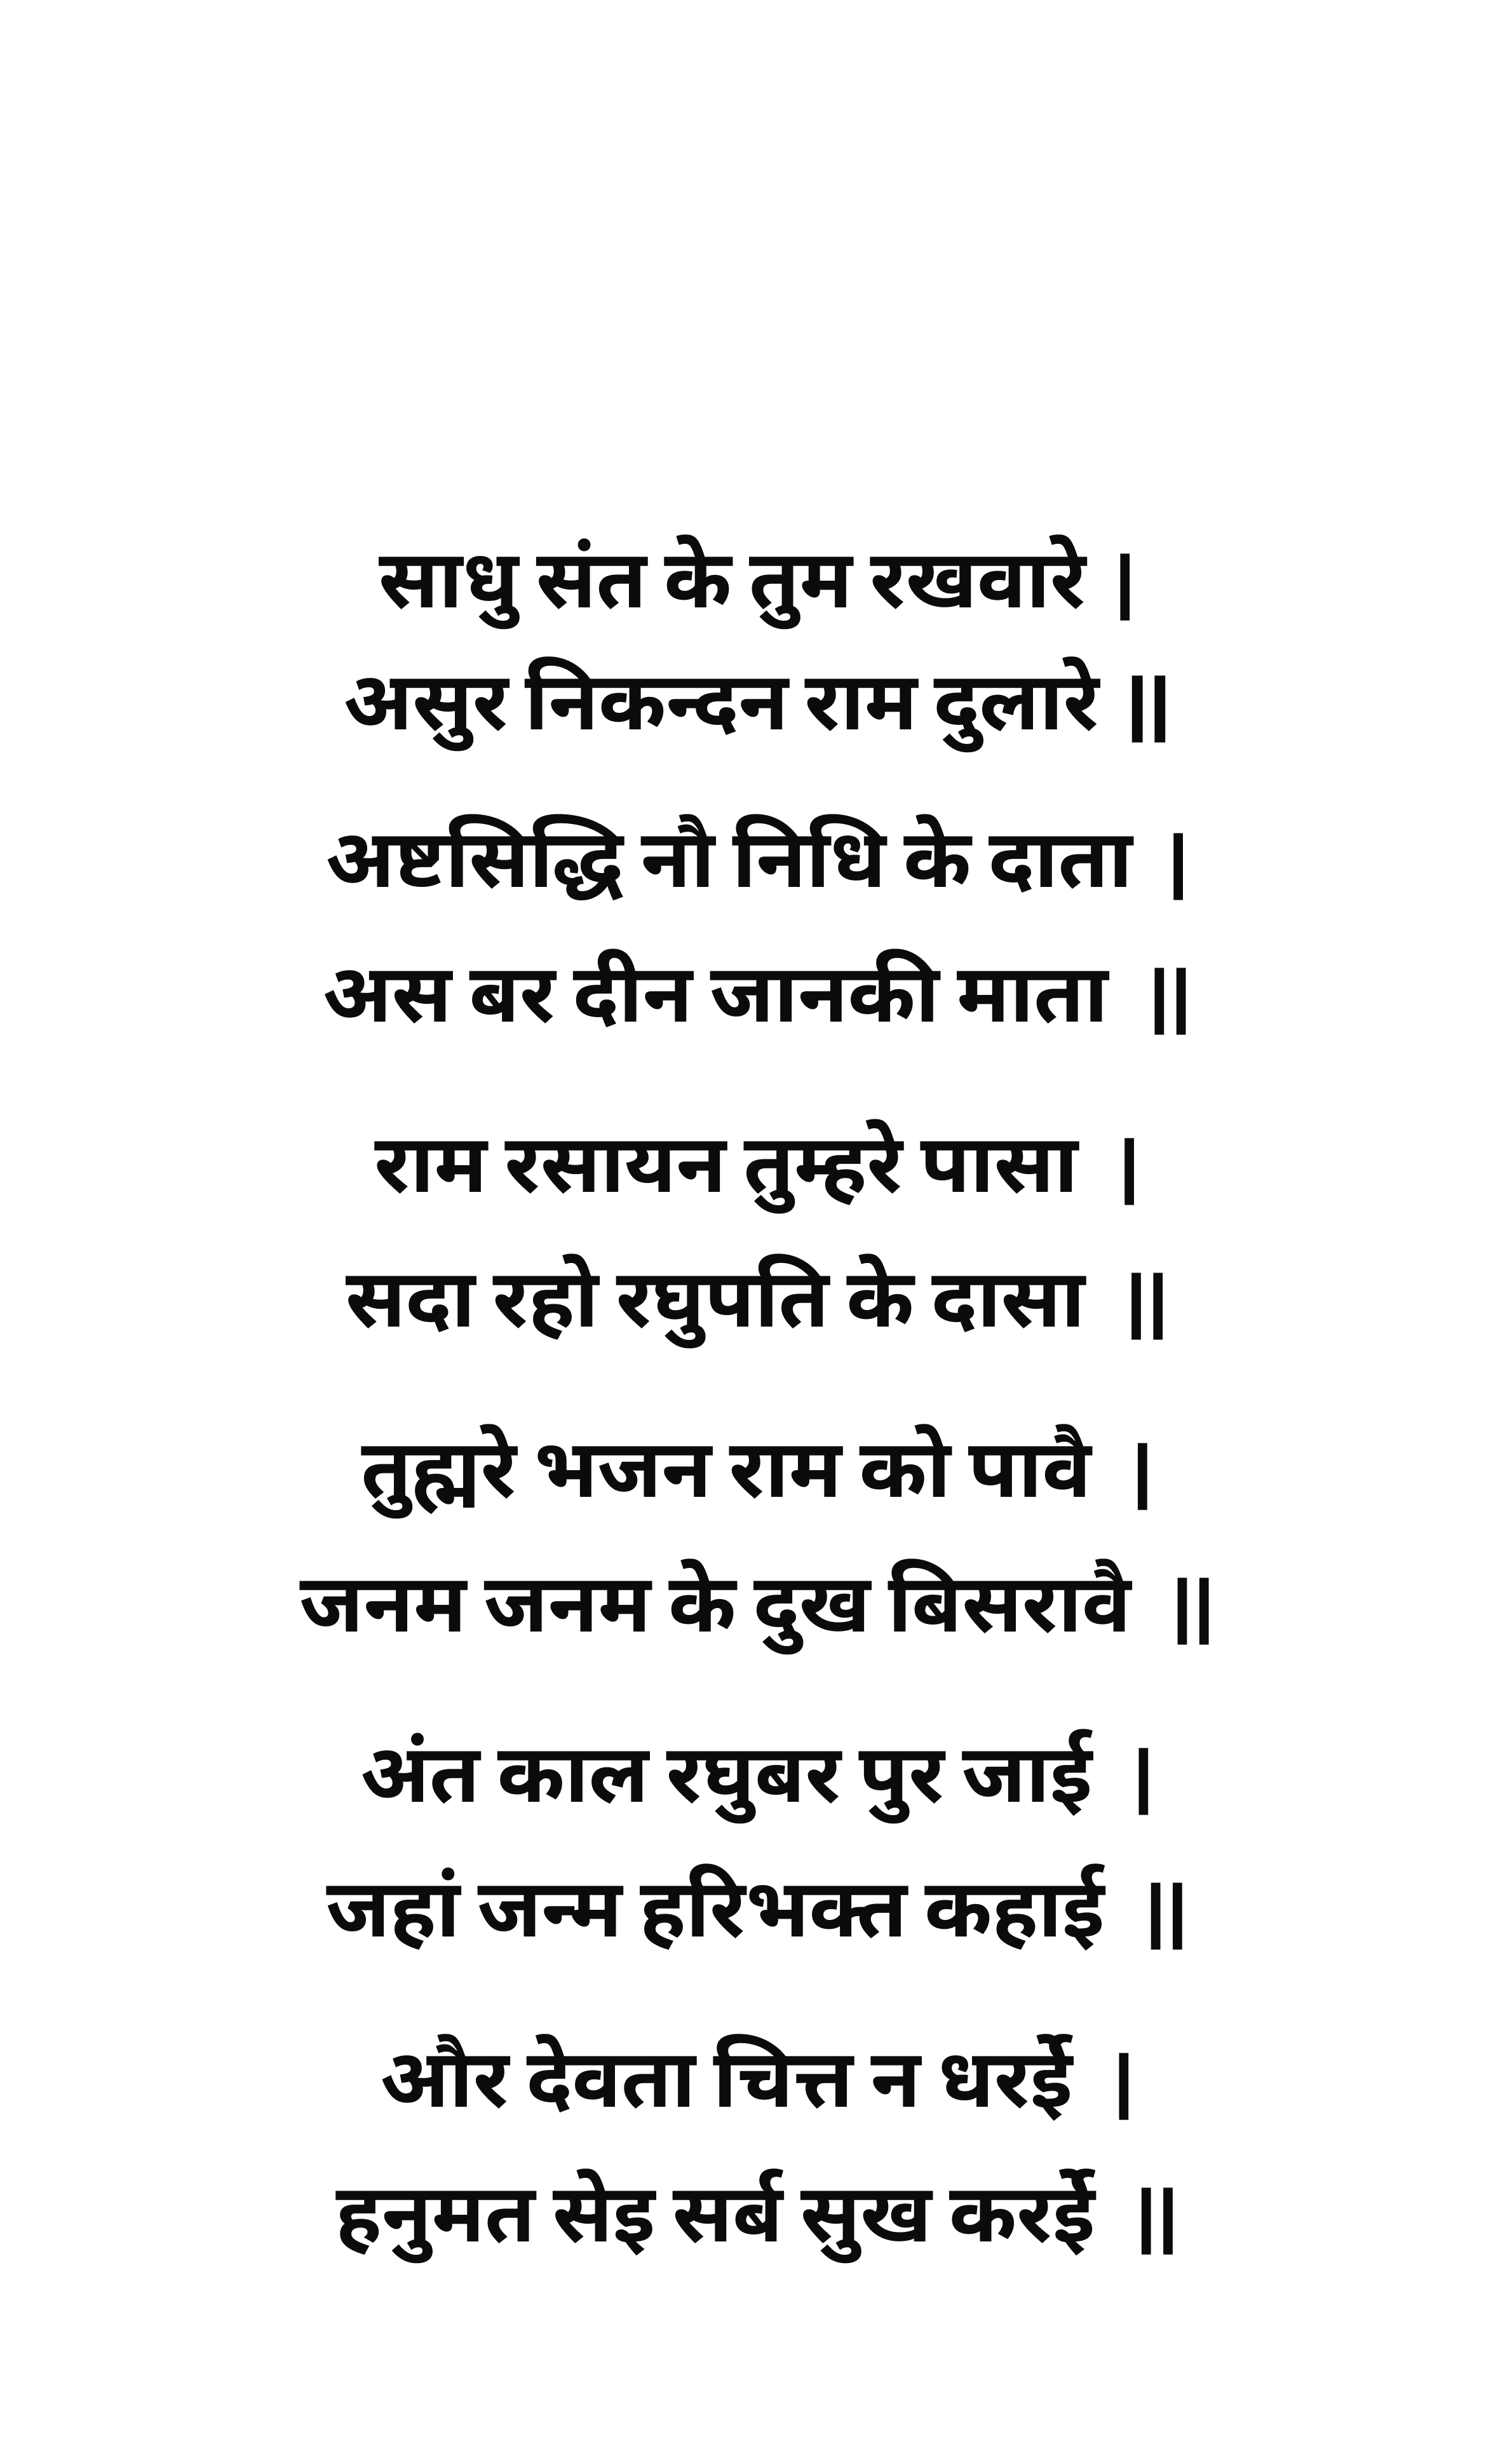 साधु संत के तुम रखवारे |
असुर निकन्दन राम दुलारे ||
अष्ठसिद्धि नौ निधि के दाता |
अस बर दीन जानकी माता ||
राम रसायन तुम्हरे पासा |
सदा रहो रघुपति के दासा ||
तुह्मरे भजन राम को पावै |
जनम जनम के दुख बिसरावै ||
अंत काल रघुबर पुर जाई |
जहां जन्म हरिभक्त कहाई ||
और देवता चित्त न धरई |
हनुमत सेइ सर्ब सुख करई ||